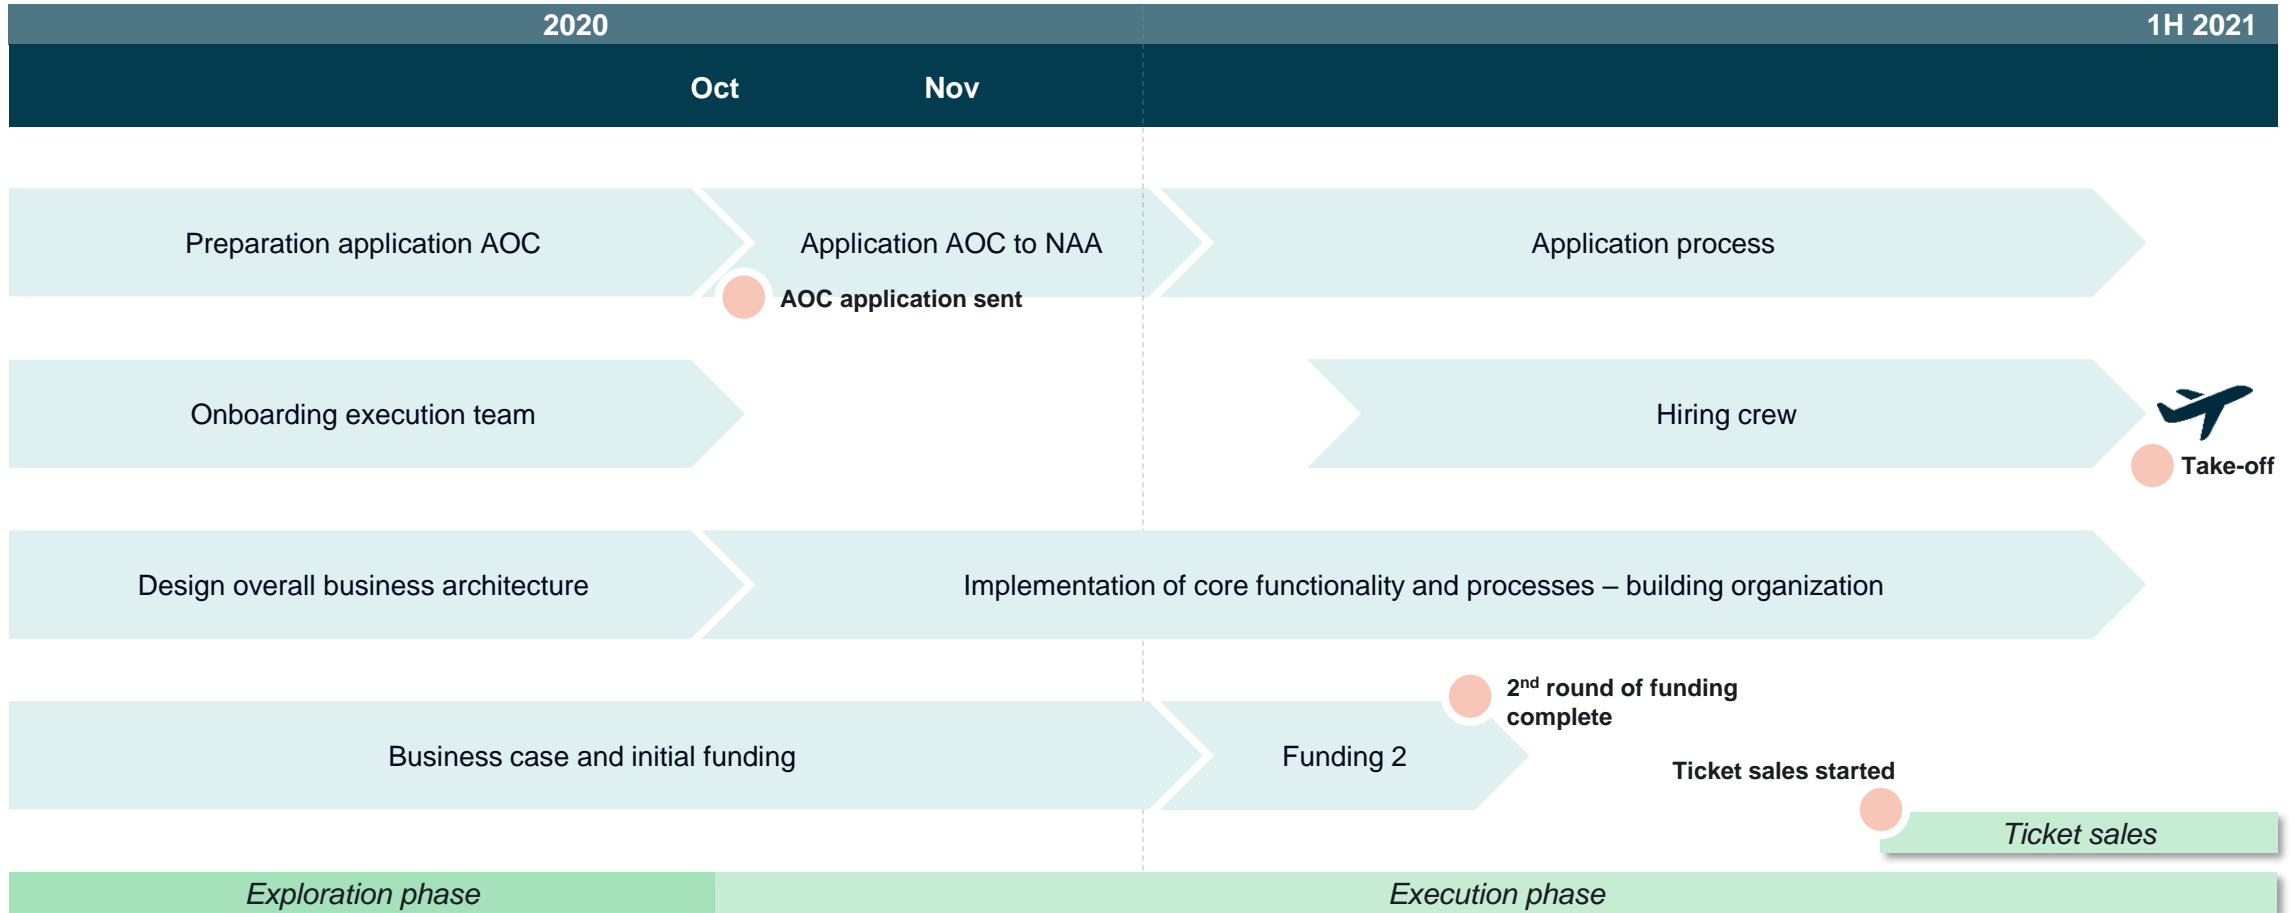 2020
1H 2021
Oct
Nov
Preparation application AOC
Application AOC to NAA
Application process
AOC application sent
Onboarding execution team
Hiring crew
Take-off
Design overall business architecture
Implementation of core functionality and processes – building organization
2nd round of funding
complete
Business case and initial funding
Funding 2
Ticket sales started
Ticket sales
Exploration phase
Execution phase